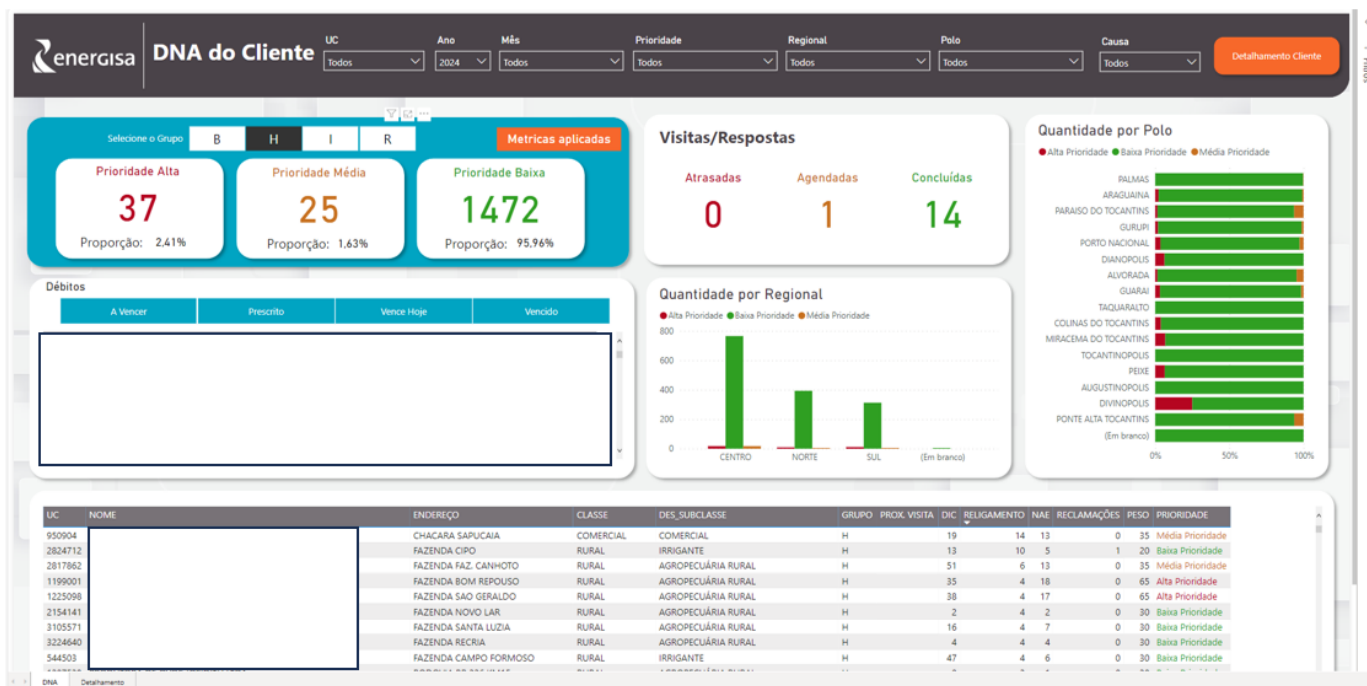 energisa
DNA do Cliente
UC Ano Mês Prioridade Regional Polo Causa
Todos 2024 Todos Todos Todos Todos Todos
Detalhamento Cliente
Selecione o Grupo B H I R Metricas aplicadas
Prioridade Alta Prioridade Média Prioridade Baixa
37 25 1472
Proporção: 2,41% Proporção: 1,63% Proporção: 95,96%
Visitas/Respostas
Atrasadas Agendadas Concluídas
0 1 14
Quantidade por Polo
Alta Prioridade Baixa Prioridade Média Prioridade
PALMAS
ARAGUAINA
PARAISO DO TOCANTINS
GURUPI
PORTO NACIONAL
DIANOPOLIS
ALVORADA
GUARAI
TAQUARALTO
COLINAS DO TOCANTINS
MIRACEMA DO TOCANTINS
TOCANTINOPOLIS
PEIXE
AUGUSTINOPOLIS
DIVINOPOLIS
PONTE ALTA TOCANTINS
(Em branco)
0% 50% 100%
Débitos
A Vencer Prescrito Vence Hoje Vencido
Quantidade por Regional
Alta Prioridade Baixa Prioridade Média Prioridade
800
600
400
200
0
CENTRO NORTE SUL (Em branco)
UC NOME ENDEREÇO CLASSE DES_SUBCLASSE GRUPO PROX. VISITA DIC RELIGAMENTO NAE RECLAMAÇÕES PESO PRIORIDADE
950904 CHACARA SAPUCAIA COMERCIAL COMERCIAL H 19 14 13 0 35 Média Prioridade
2824712 FAZENDA CIPO RURAL IRRIGANTE H 13 10 5 1 20 Baixa Prioridade
2817862 FAZENDA FAZ. CANHOTO RURAL AGROPECUÁRIA RURAL H 51 6 13 0 35 Média Prioridade
1199001 FAZENDA BOM REPOUSO RURAL AGROPECUÁRIA RURAL H 35 4 18 0 65 Alta Prioridade
1225098 FAZENDA SAO GERALDO RURAL AGROPECUÁRIA RURAL H 38 4 17 0 65 Alta Prioridade
2154141 FAZENDA NOVO LAR RURAL AGROPECUÁRIA RURAL H 2 4 2 0 30 Baixa Prioridade
3105571 FAZENDA SANTA LUZIA RURAL AGROPECUÁRIA RURAL H 16 4 7 0 30 Baixa Prioridade
3224640 FAZENDA RECRIA RURAL AGROPECUÁRIA RURAL H 4 4 4 0 30 Baixa Prioridade
544503 FAZENDA CAMPO FORMOSO RURAL IRRIGANTE H 47 4 6 0 30 Baixa Prioridade
DNA Detalhamento